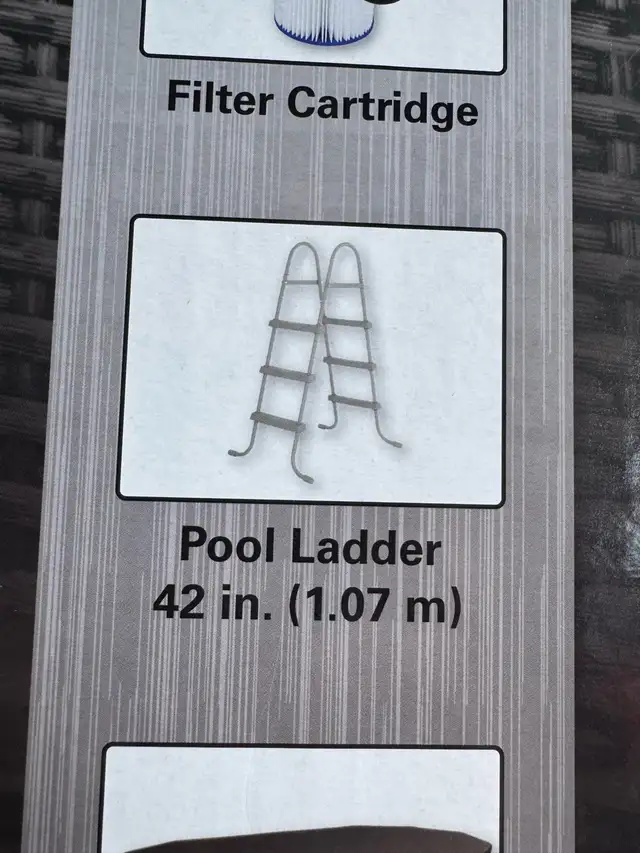 Filter Cartridge
Pool Ladder
42 in. (1.07 m)